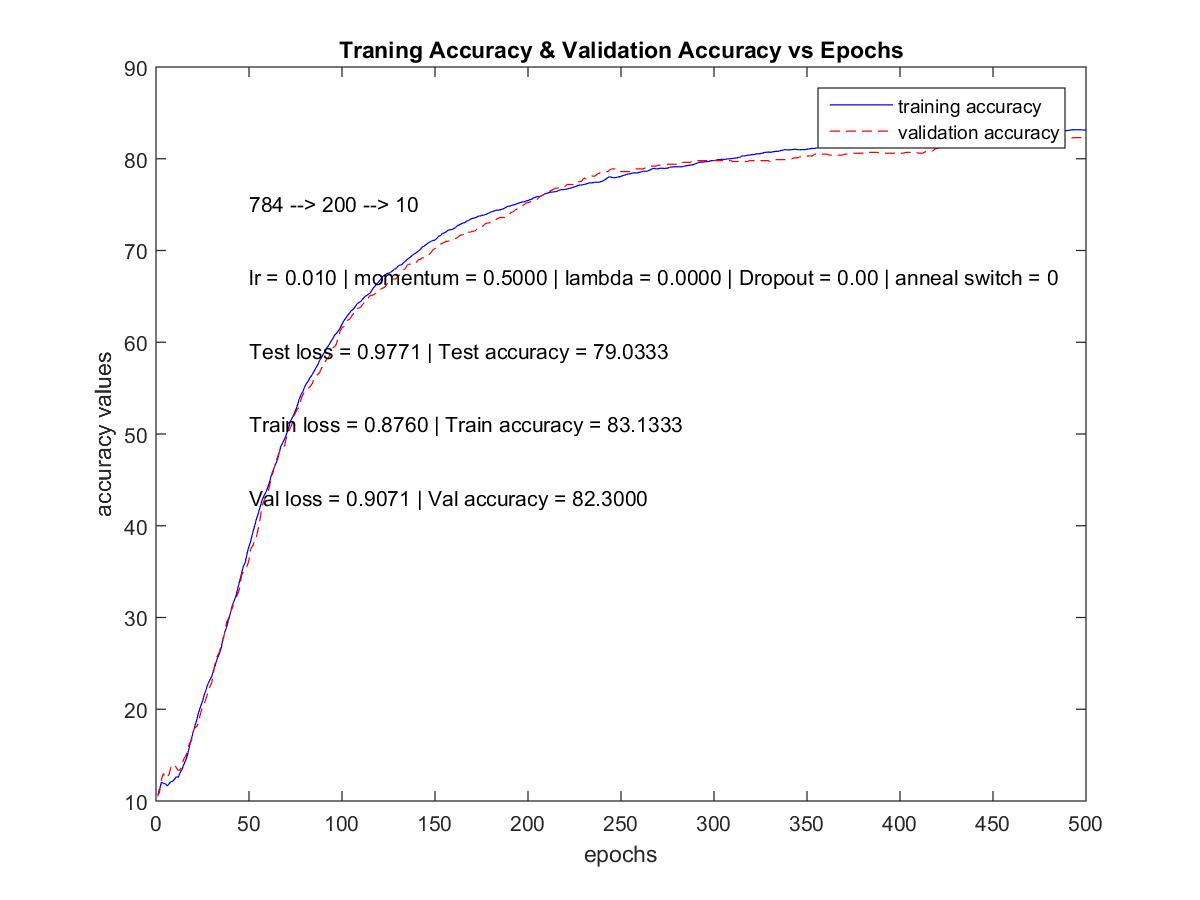 Traning Accuracy & Validation Accuracy vs Epochs
90
80
70
60
50
40
30
20
10
accuracy values
training accuracy
validation accuracy
784 --> 200 --> 10
lr = 0.010 | momentum = 0.5000 | lambda = 0.0000 | Dropout = 0.00 | anneal switch = 0
Test loss = 0.9771 | Test accuracy = 79.0333
Train loss = 0.8760 | Train accuracy = 83.1333
Val loss = 0.9071 | Val accuracy = 82.3000
0 50 100 150 200 250 300 350 400 450 500
epochs